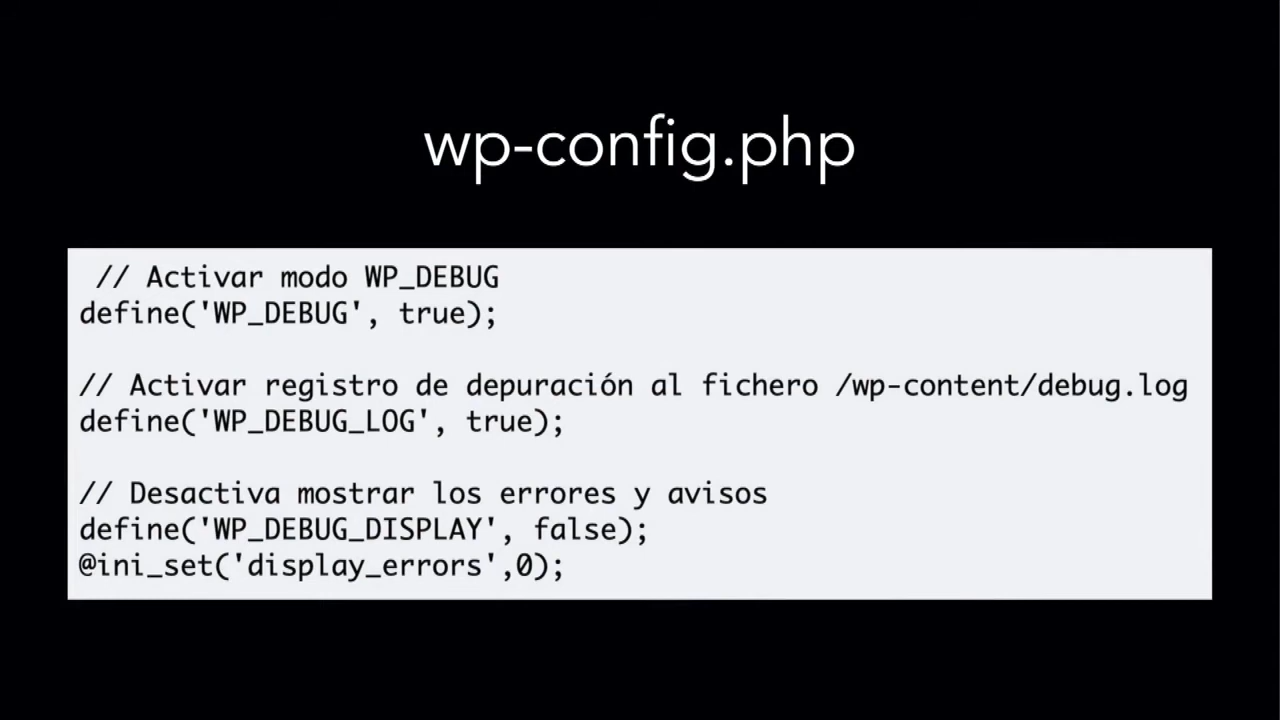 wp-config.php
// Activar modo WP_DEBUG
define('WP_DEBUG', true);
// Activar registro de depuración al fichero /wp-content/debug.log
define('WP_DEBUG_LOG', true);
// Desactiva mostrar los errores y avisos
define('WP_DEBUG_DISPLAY', false);
@ini_set('display_errors',0);